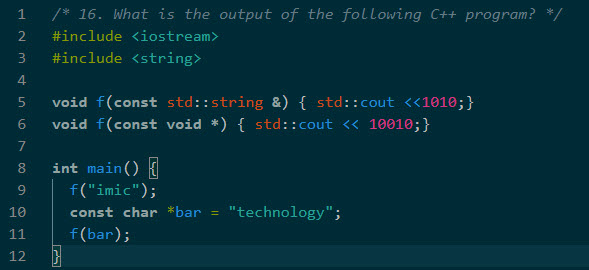 1 /* 16. What is the output of the following C++ program? */
2 #include <iostream>
3 #include <string>
4
5 void f(const std::string &) { std::cout <<1010;}
6 void f(const void *) { std::cout << 10010;}
7
8 int main() {
9   f("imic");
10   const char *bar = "technology";
11   f(bar);
12 }